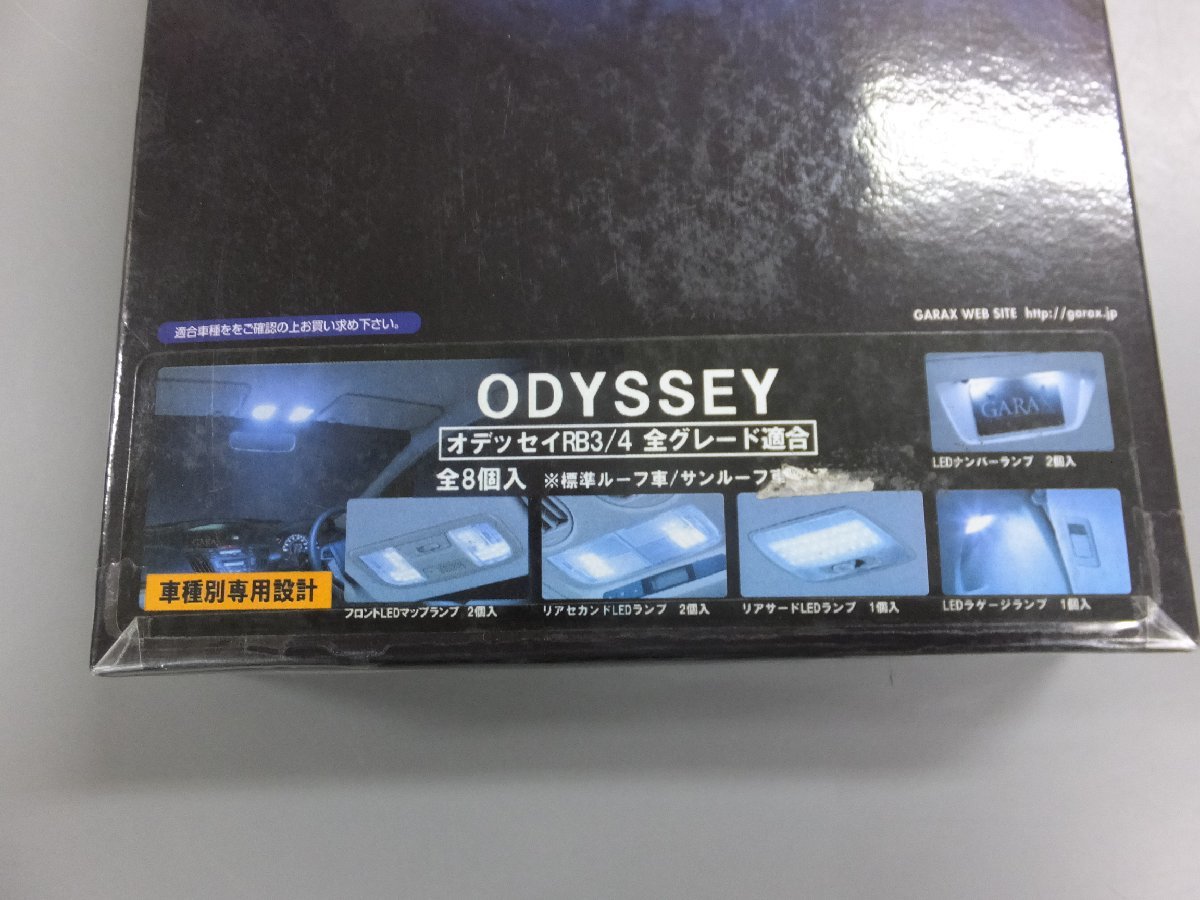 適合車種ををご確認の上お買い求め下さい。
GARAX WEB SITE http://garax.jp
ODYSSEY
オデッセイRB3/4 全グレード適合
全8個入 ※標準ルーフ車/サンルーフ車
GARAX
LEDナンバーランプ 2個入
GARAX
車種別専用設計
フロントLEDマップランプ 2個入
リアセカンドLEDランプ 2個入
リアサードLEDランプ 1個入
LEDラゲージランプ 1個入